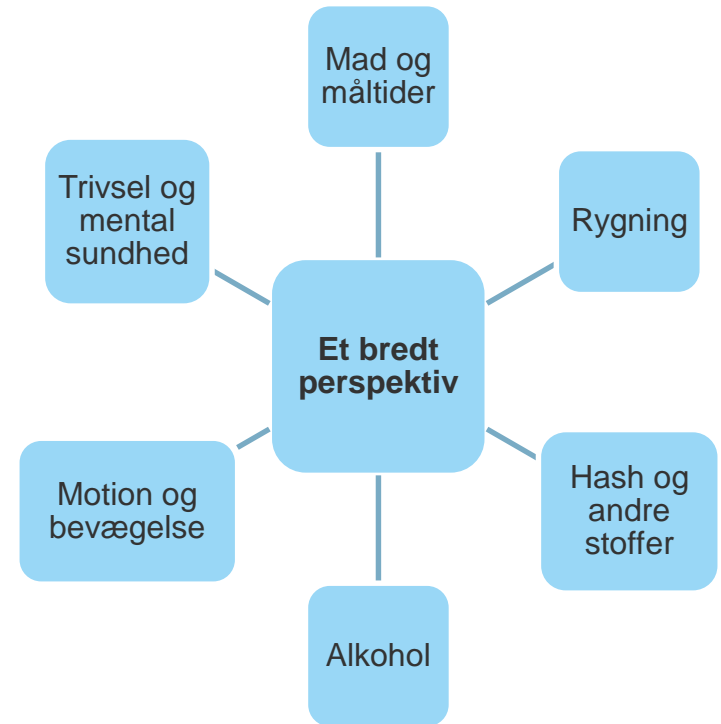 Mad og
måltider
Trivsel og
mental
sundhed
Rygning
Et bredt
perspektiv
Motion og
bevægelse
Hash og
andre
stoffer
Alkohol